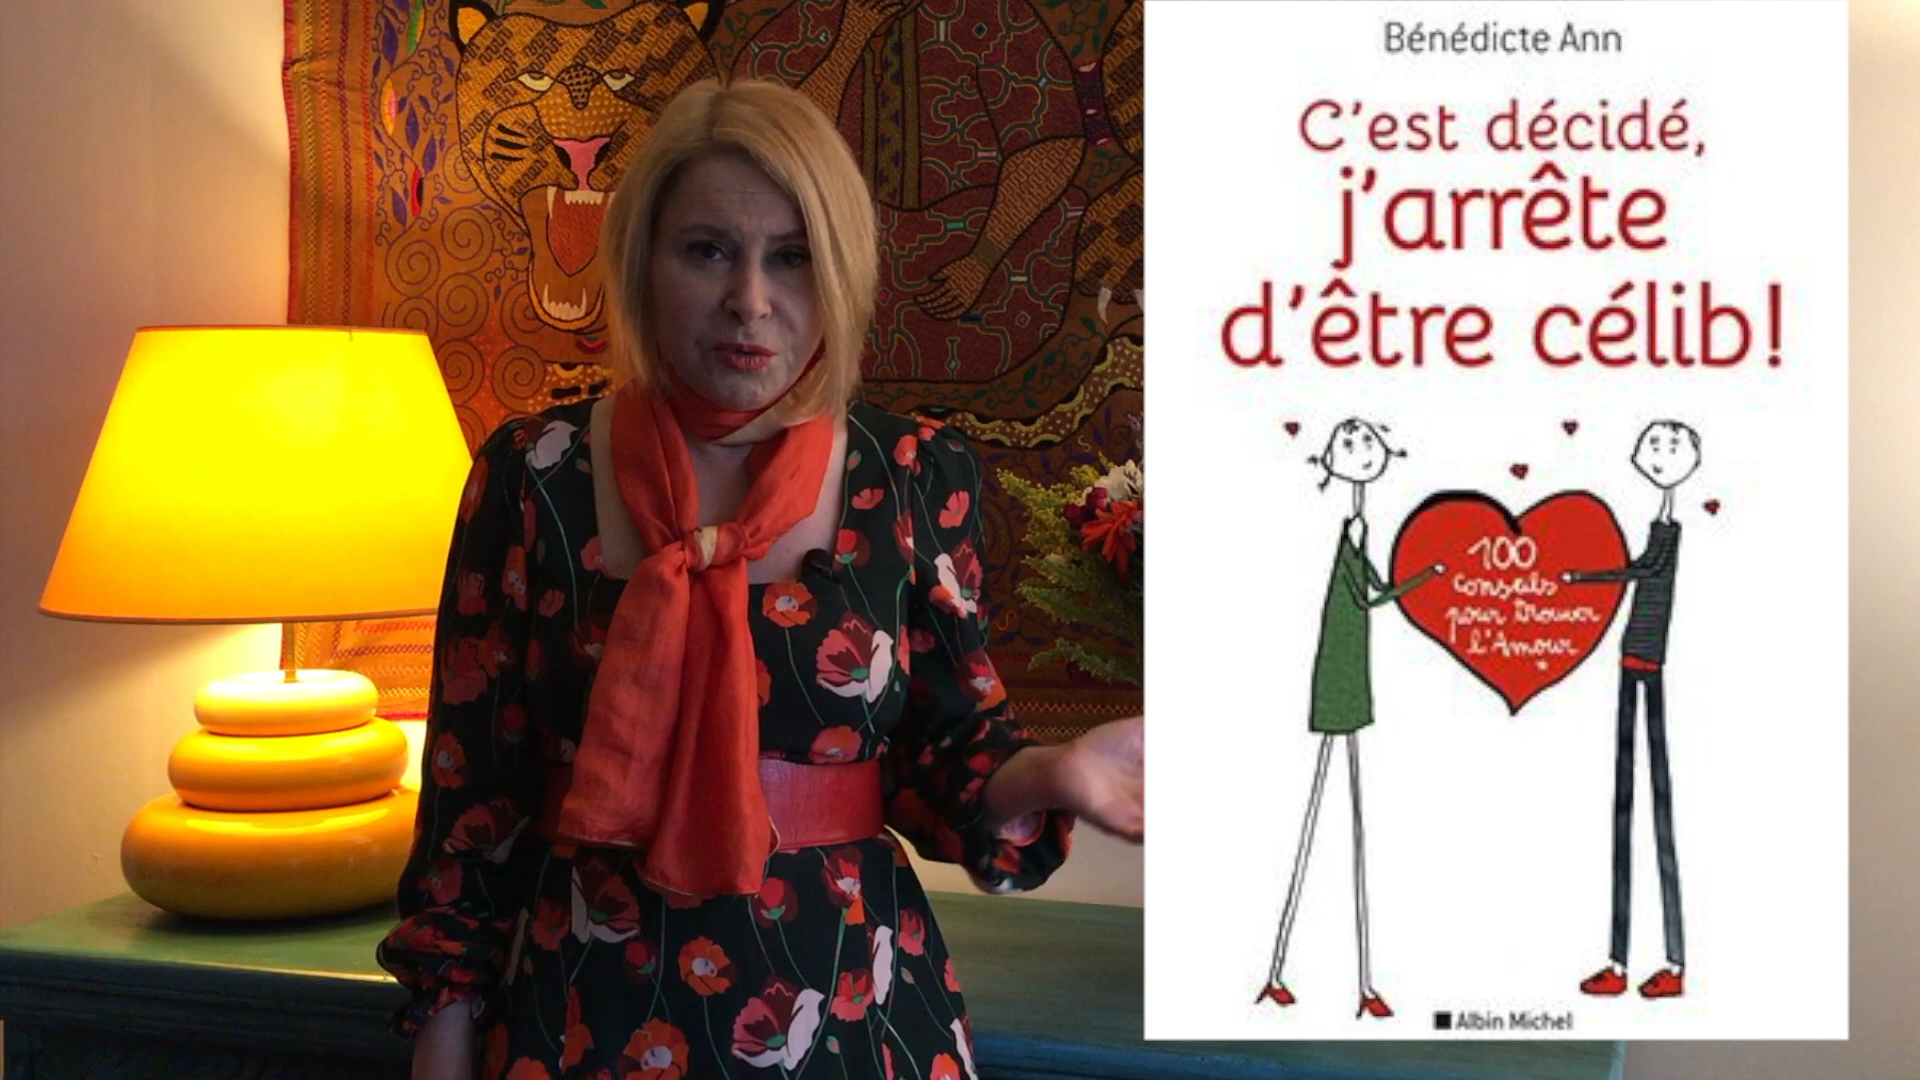 Bénédicte Ann
C'est décidé,
j'arrête
d'être célib !
100
conseils
pour trouver
l'Amour
Albin Michel